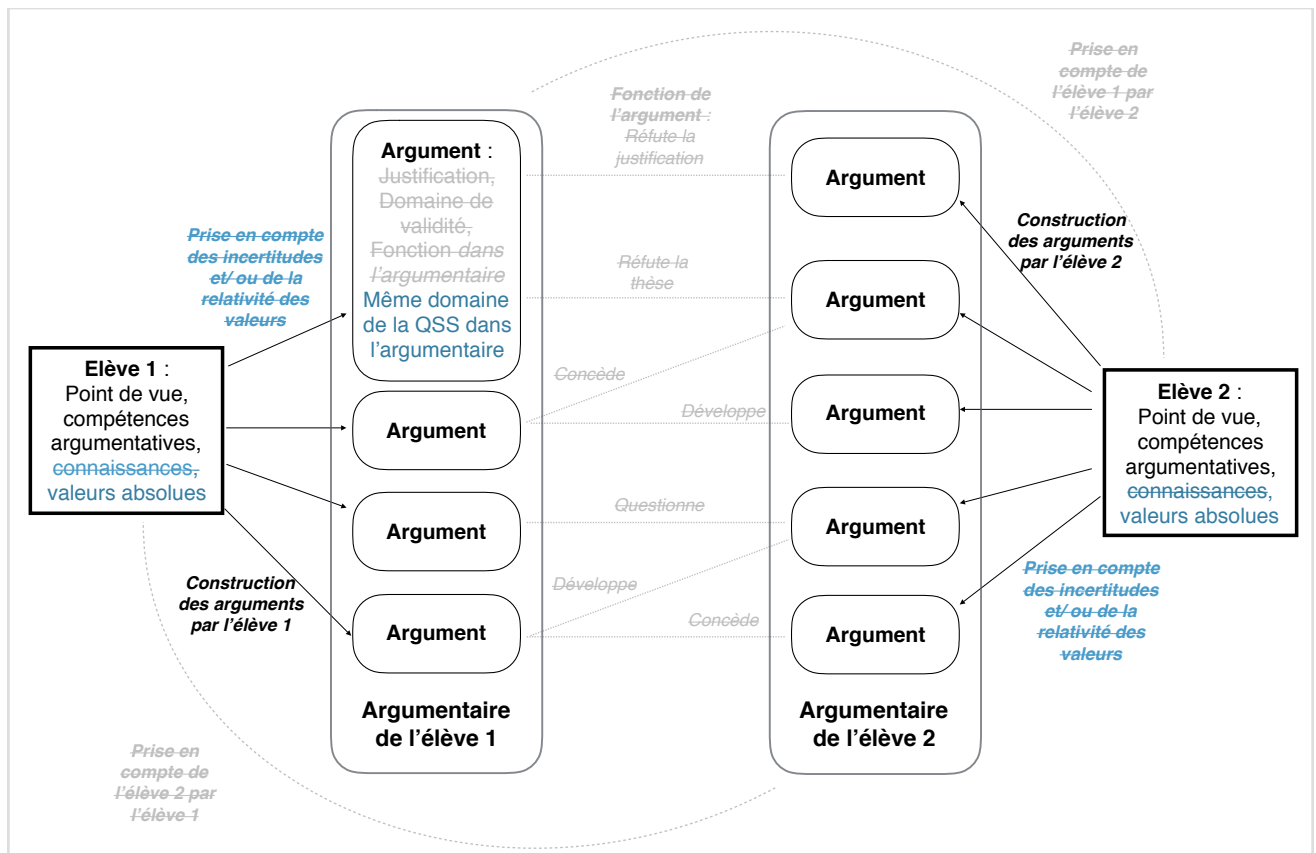 Prise en
compte de
l'élève 1 par
l'élève 2
Fonction de
l'argument :
Réfute la
justification
Argument :
Justification,
Domaine de
validité,
Fonction dans
l'argumentaire
Même domaine
de la QSS dans
l'argumentaire
Argument
Prise en compte
des incertitudes
et/ ou de la
relativité des
valeurs
Construction
des arguments
par l'élève 2
Réfute la
thèse
Argument
Elève 1 :
Point de vue,
compétences
argumentatives,
connaissances,
valeurs absolues
Concède
Développe
Argument
Argument
Elève 2 :
Point de vue,
compétences
argumentatives,
connaissances,
valeurs absolues
Argument
Questionne
Argument
Construction
des arguments
par l'élève 1
Développe
Prise en compte
des incertitudes
et/ ou de la
relativité des
valeurs
Argument
Concède
Argument
Argumentaire
de l'élève 1
Argumentaire
de l'élève 2
Prise en
compte de
l'élève 2 par
l'élève 1